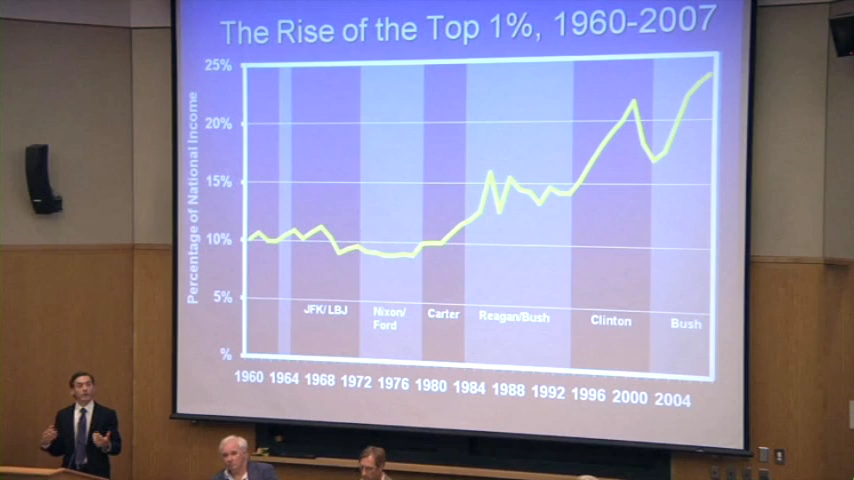 The Rise of the Top 1%, 1960-2007
Percentage of National Income
25%
20%
15%
10%
5%
%
JFK/LBJ
Nixon/
Ford
Carter
Reagan/Bush
Clinton
Bush
1960 1964 1968 1972 1976 1980 1984 1988 1992 1996 2000 2004